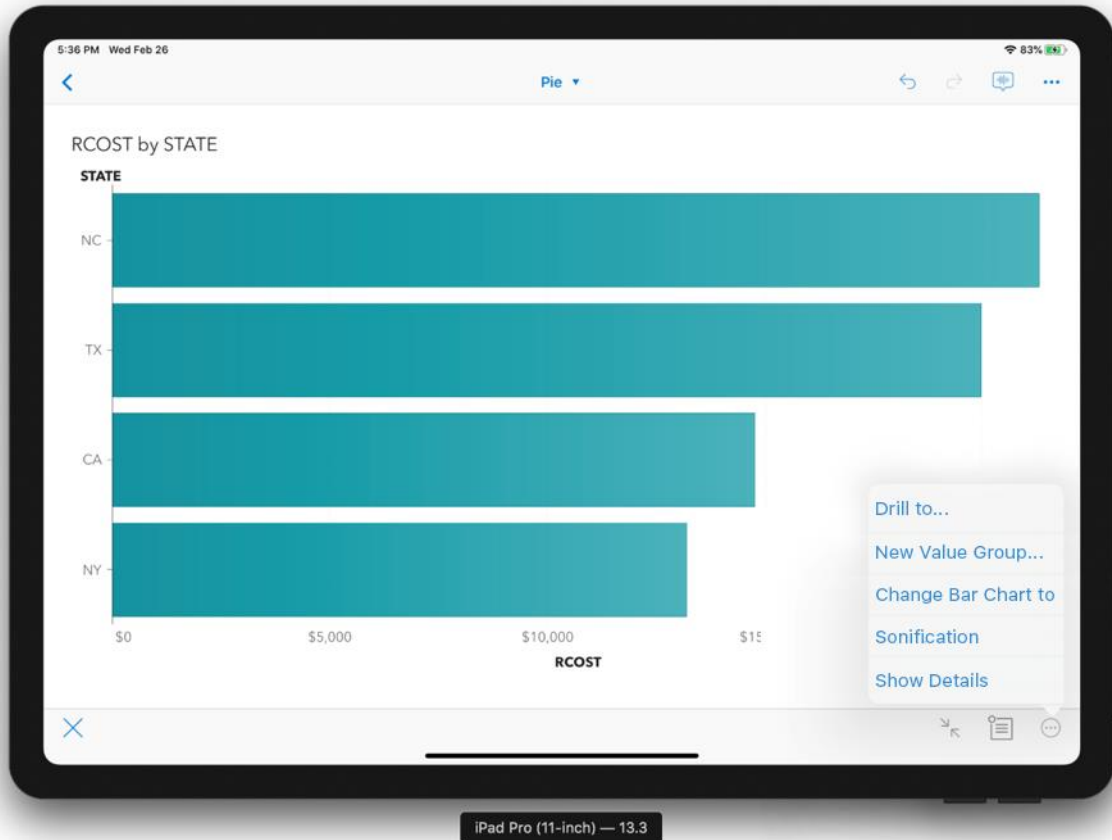 5:36 PM Wed Feb 26
83%
Pie
RCOST by STATE
STATE
NC
TX
CA
NY
$0
$5,000
$10,000
$15
RCOST
Drill to...
New Value Group...
Change Bar Chart to
Sonification
Show Details
iPad Pro (11-inch) — 13.3